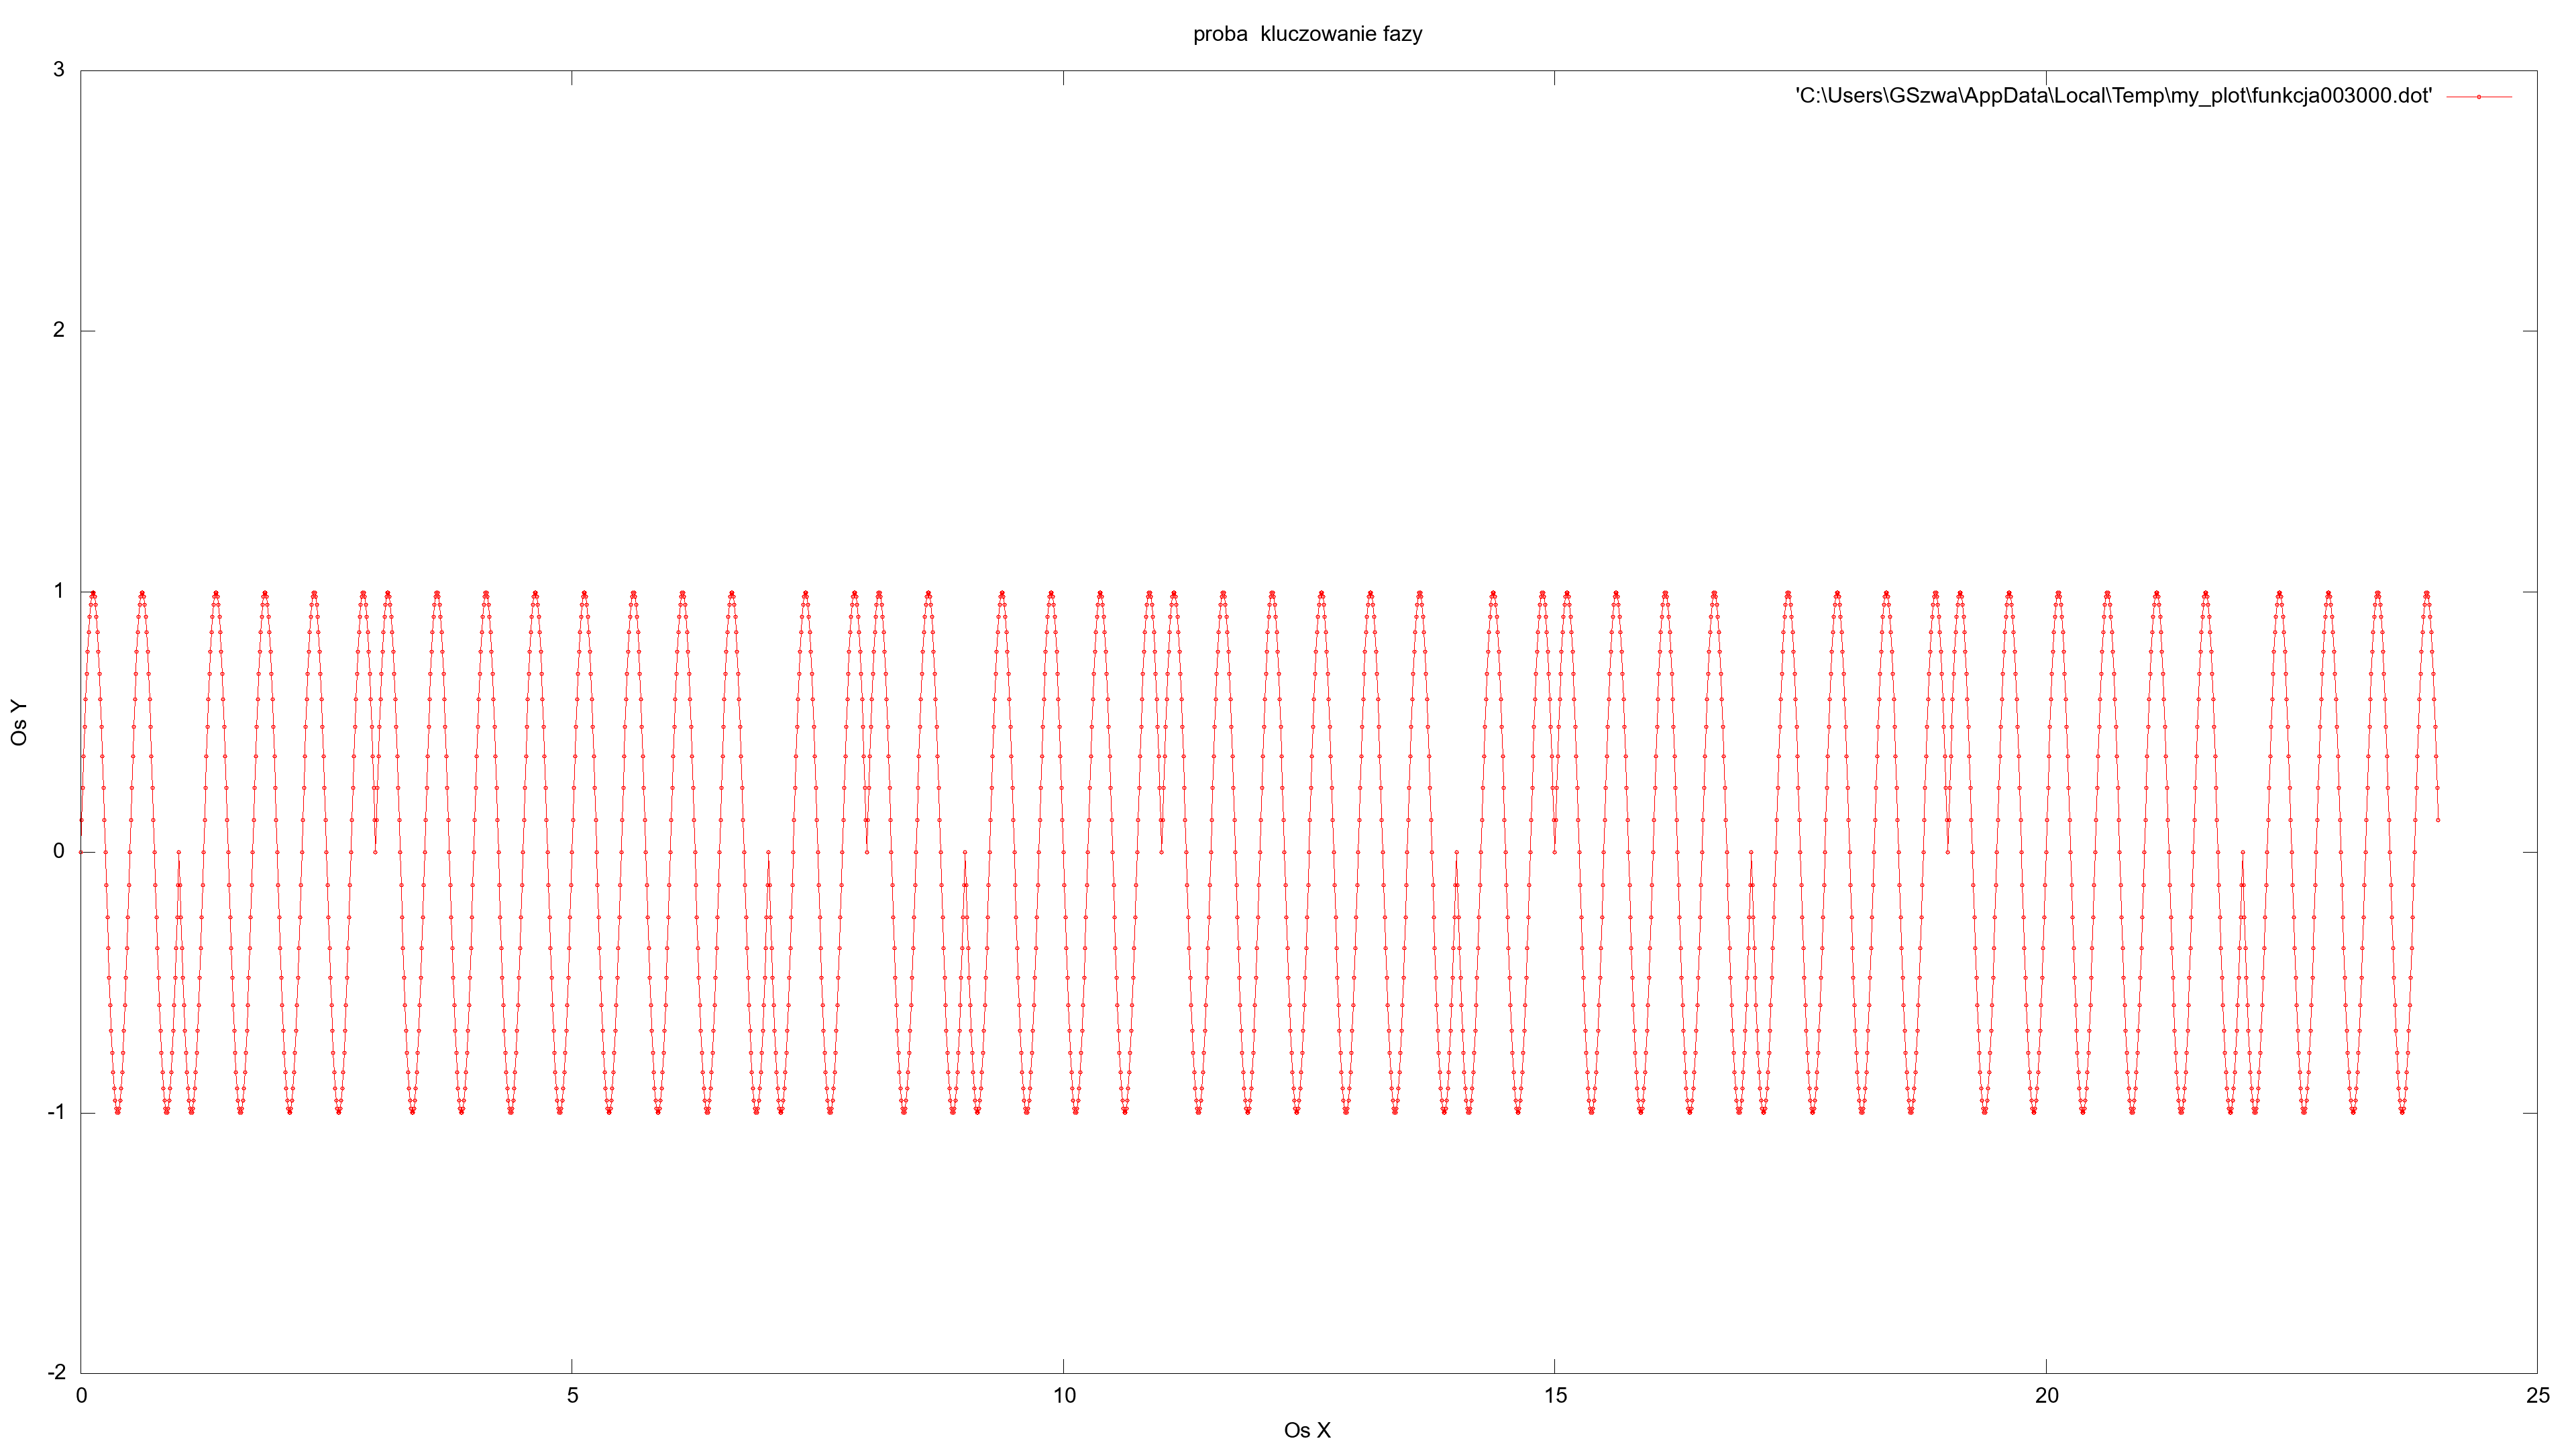 proba  kluczowanie fazy
'C:\Users\GSzwa\AppData\Local\Temp\my_plot\funkcja003000.dot'
3
2
1
0
-1
-2
Os Y
0 5 10 15 20 25
Os X